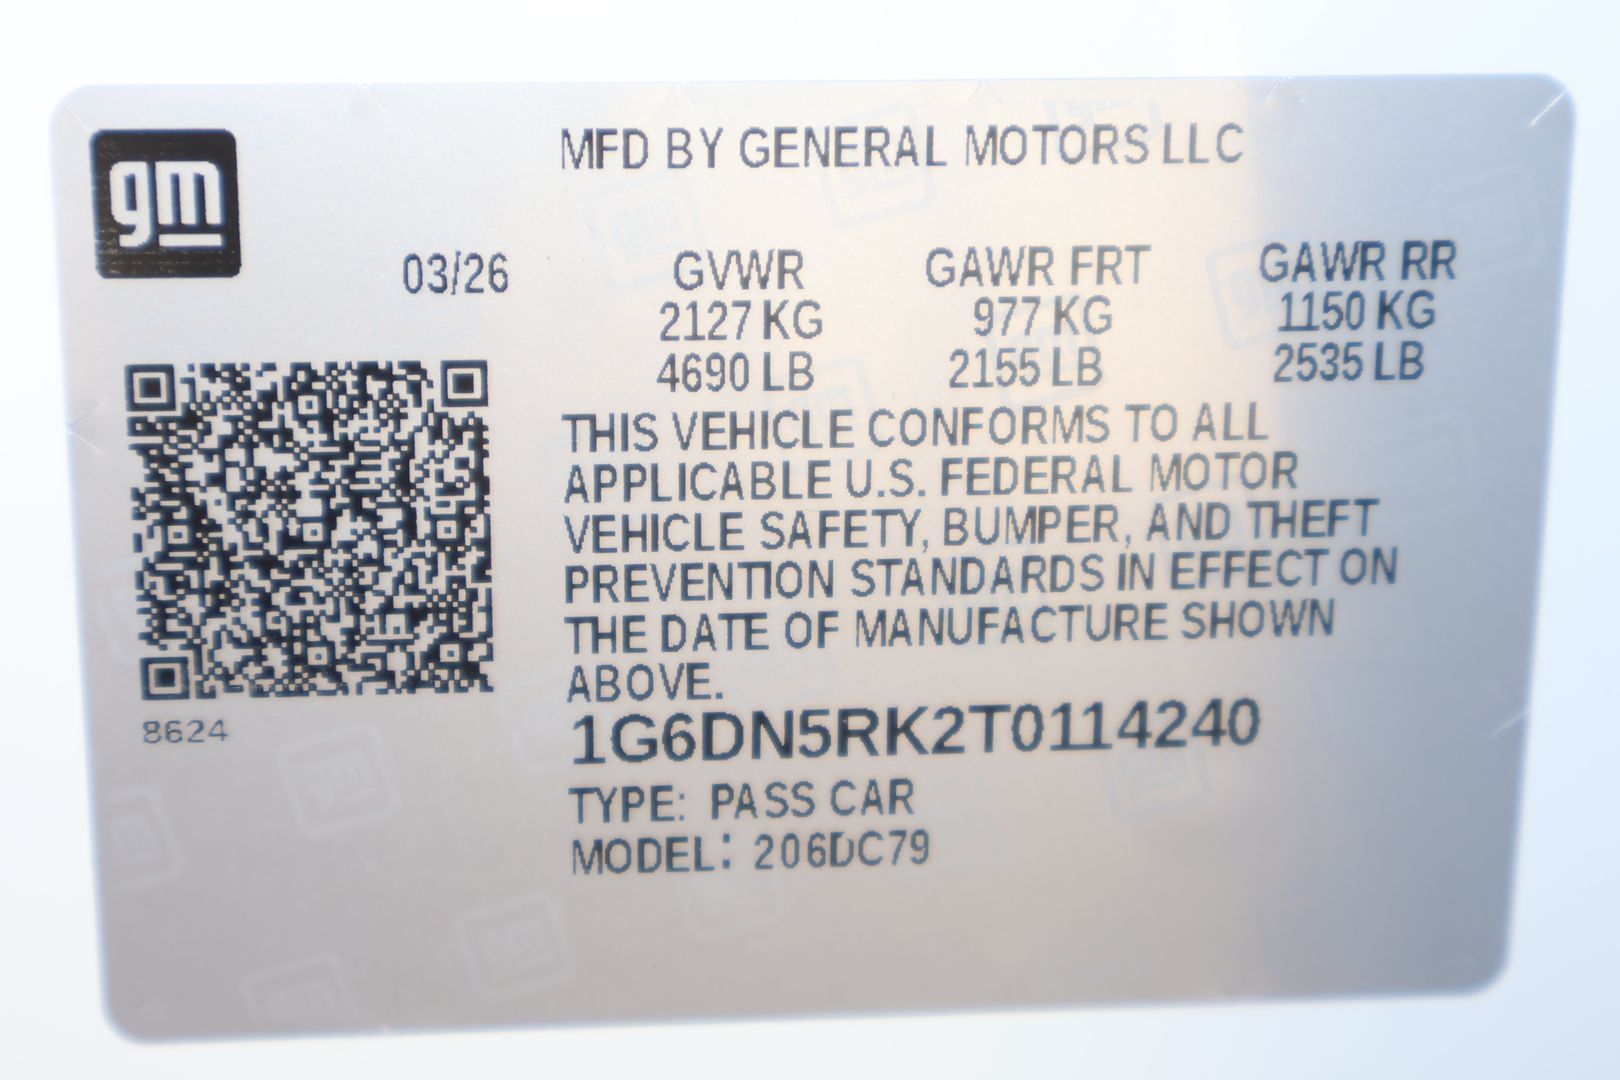 gm
MFD BY GENERAL MOTORS LLC
03/26
GVWR GAWR FRT GAWR RR
2127 KG 977 KG 1150 KG
4690 LB 2155 LB 2535 LB
THIS VEHICLE CONFORMS TO ALL
APPLICABLE U.S. FEDERAL MOTOR
VEHICLE SAFETY, BUMPER, AND THEFT
PREVENTION STANDARDS IN EFFECT ON
THE DATE OF MANUFACTURE SHOWN
ABOVE.
8624
1G6DN5RK2T0114240
TYPE: PASS CAR
MODEL: 206DC79